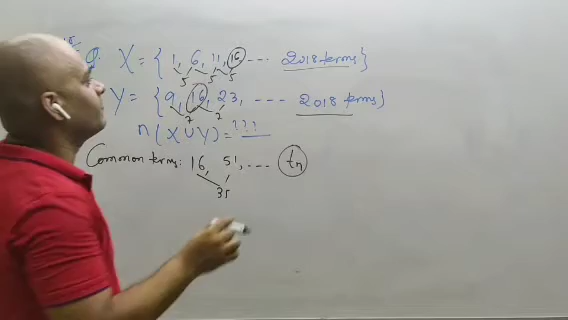 Q. X = { 1, 6, 11, 16 ---- 2018 terms }
5 5 5
Y = { 9, 16, 23, ---- 2018 terms }
7 7
n(X∪Y) = ???
Common terms: 16, 51, ---- tn
35